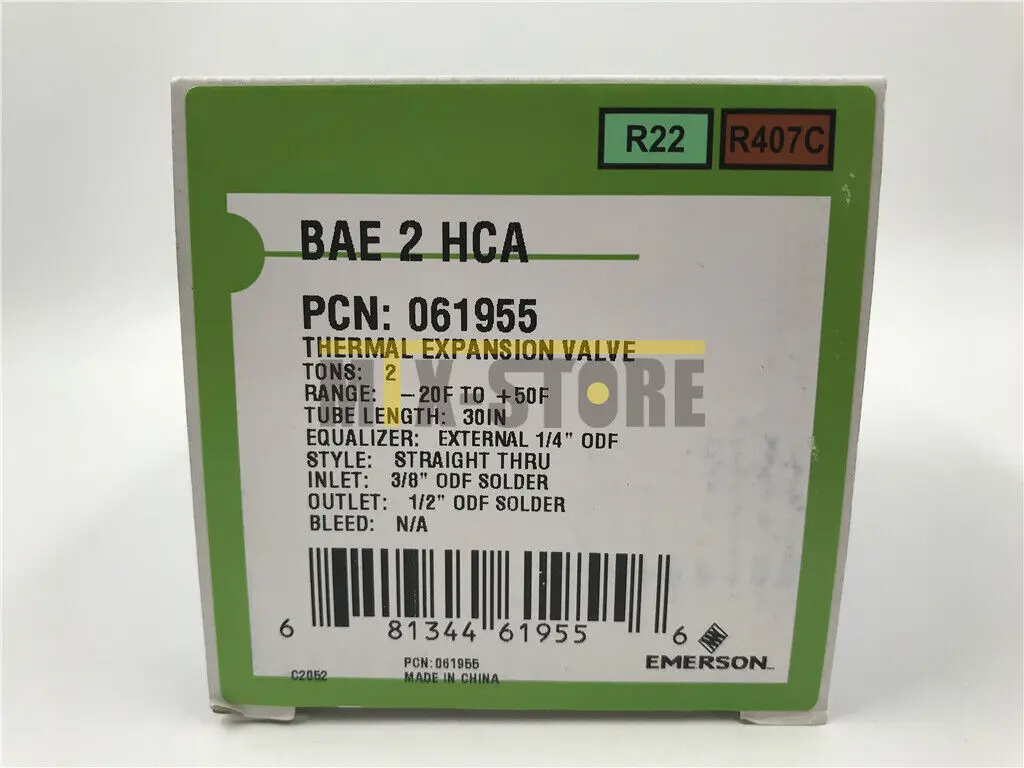 R22 R407C
BAE 2 HCA
PCN: 061955
THERMAL EXPANSION VALVE
TONS: 2
RANGE: -20F TO +50F
MTX-STORE
TUBE LENGTH: 30IN
EQUALIZER: EXTERNAL 1/4" ODF
STYLE: STRAIGHT THRU
INLET: 3/8" ODF SOLDER
OUTLET: 1/2" ODF SOLDER
BLEED: N/A
6 81344 61955 6
EMERSON
PCN:061955
C2052 MADE IN CHINA